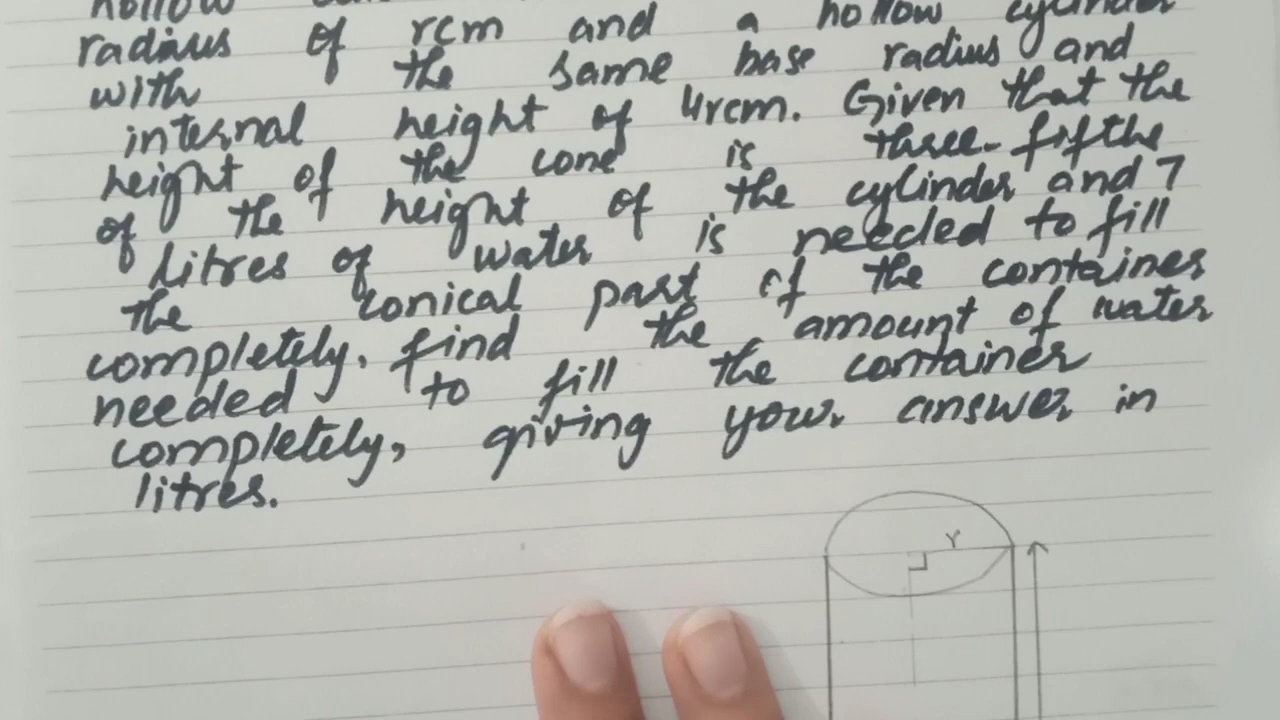 hollow
radius of rcm and a hollow cylinder
with the same base radius and
internal height of 4rcm. Given that the
height of the cone is three-fifths
of the height of the cylinder and 7
litres of water is needed to fill
the conical part of the container
completely, find the amount of water
needed to fill the container
completely, giving your answer in
litres.
r